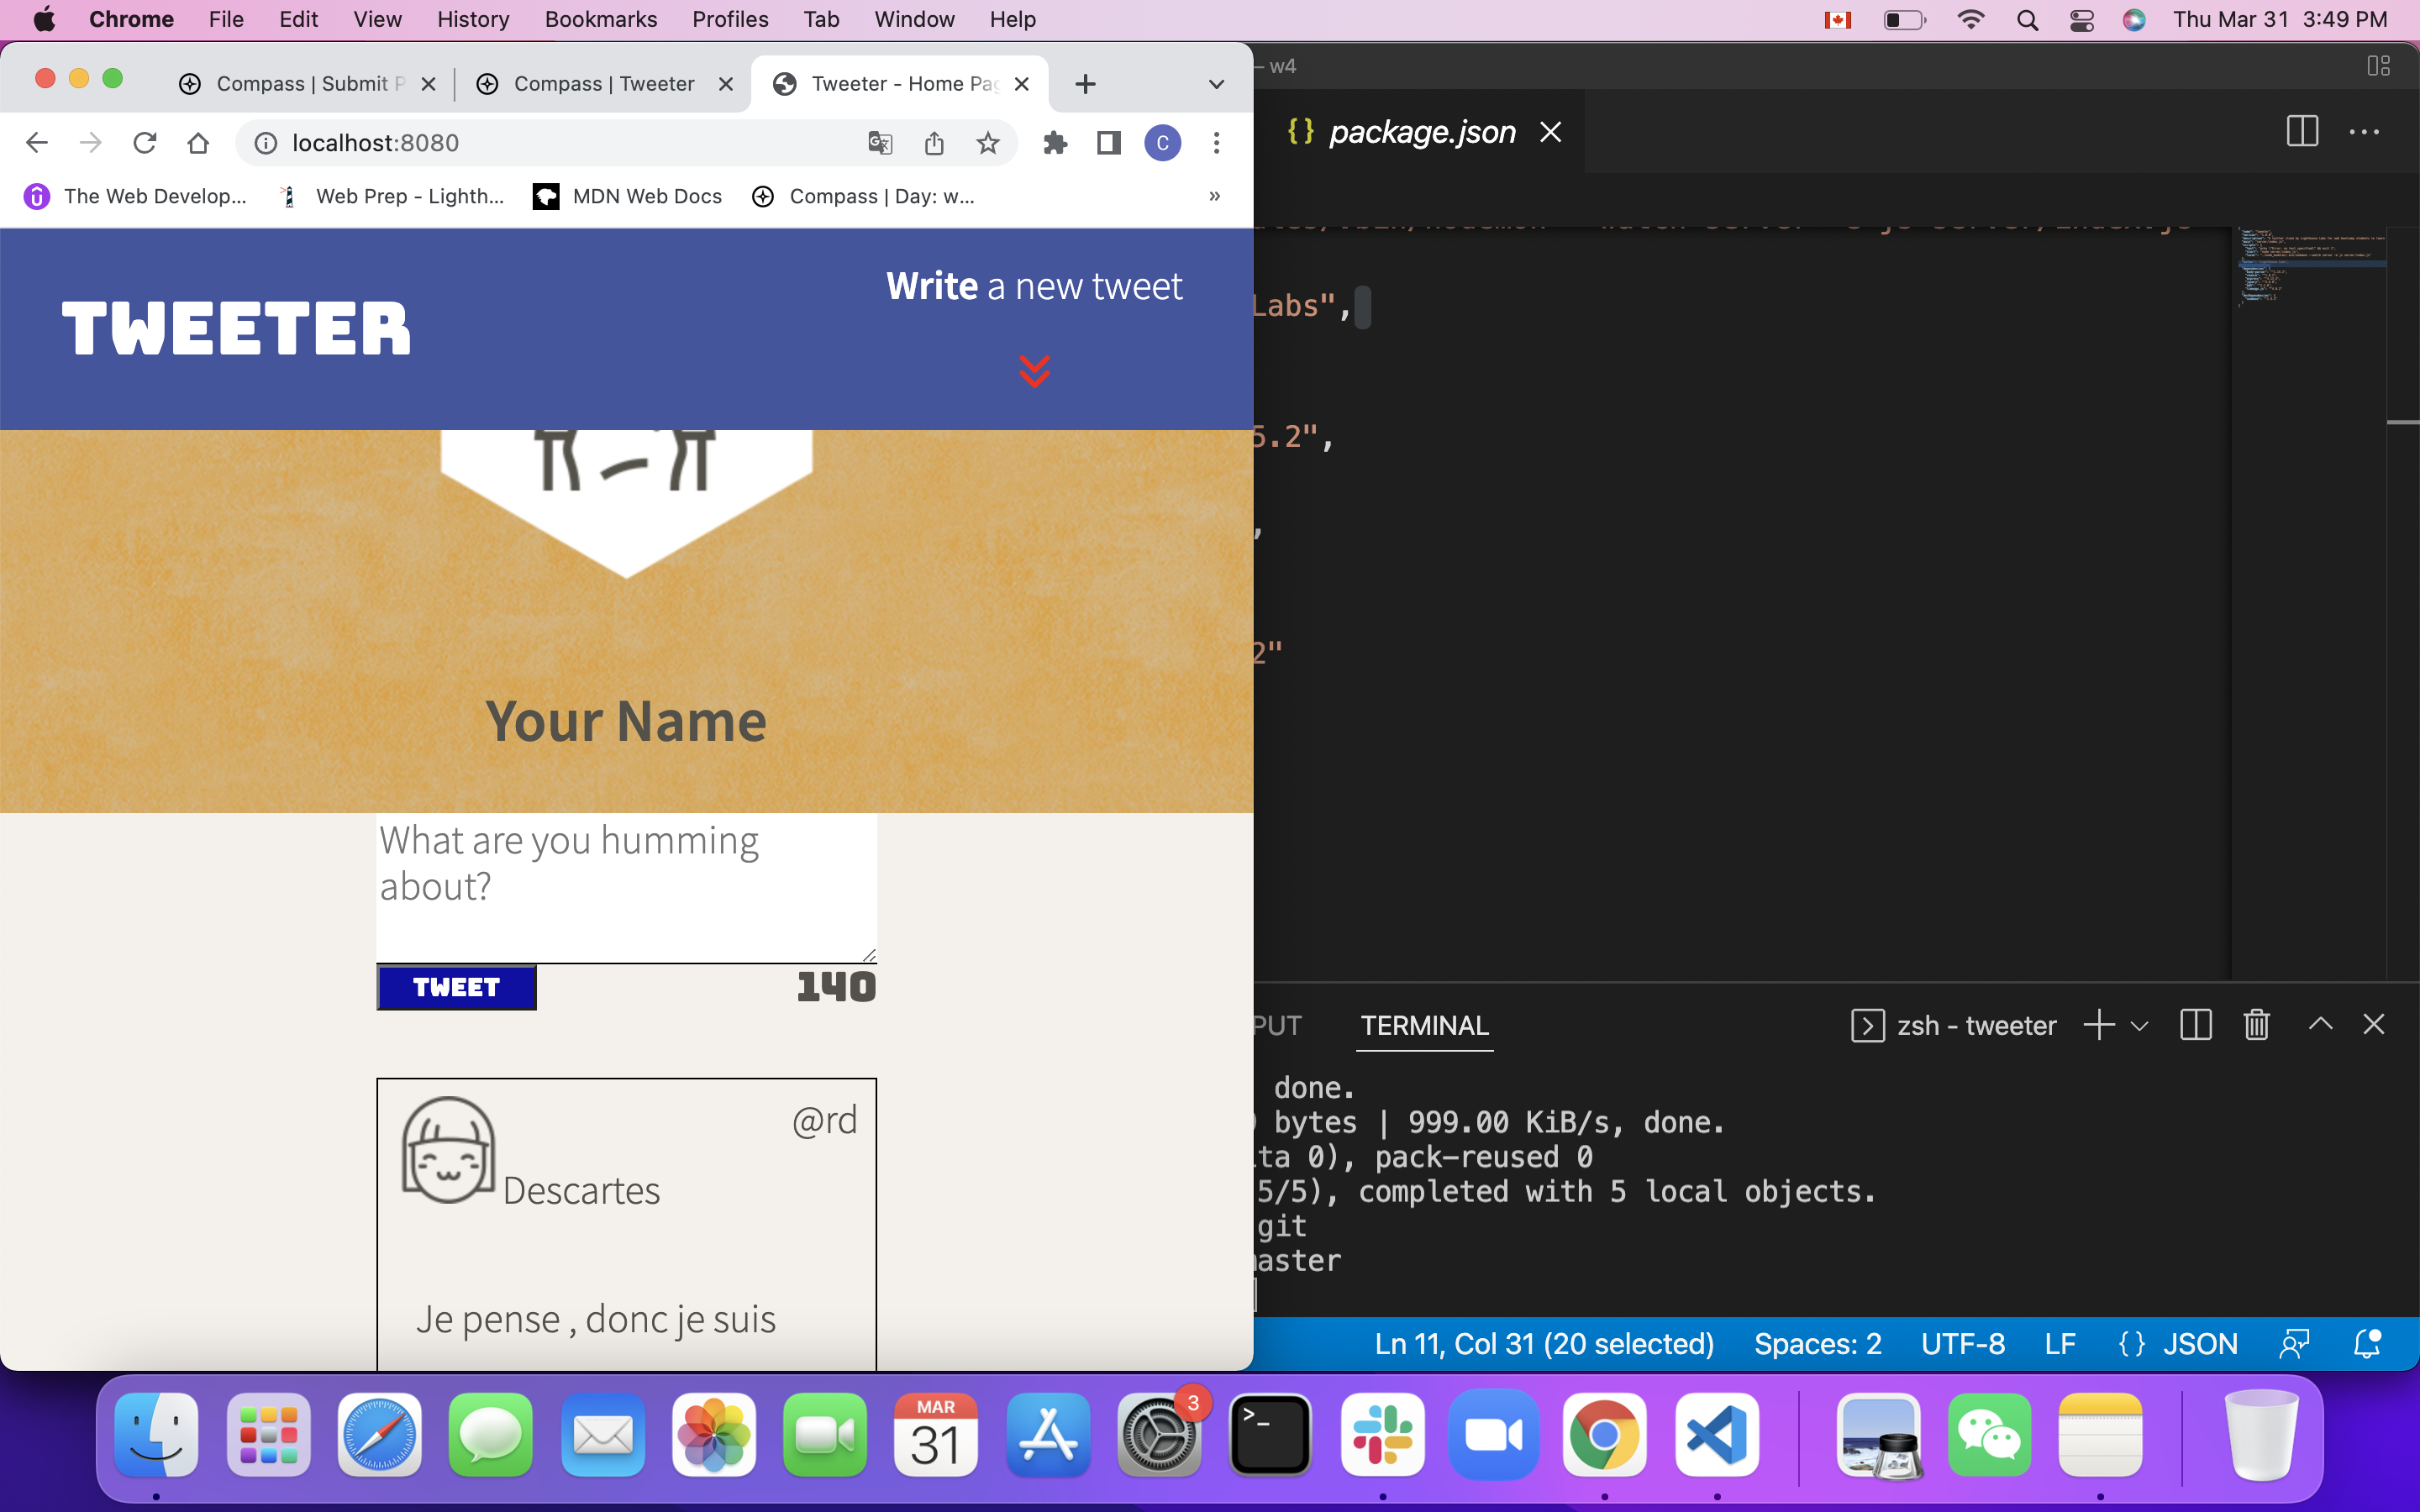 Chrome File Edit View History Bookmarks Profiles Tab Window Help
Thu Mar 31 3:49 PM
Compass | Submit P
Compass | Tweeter
Tweeter - Home Pag
localhost:8080
C
The Web Develop...
Web Prep - Lighth...
MDN Web Docs
Compass | Day: w...
»
TWEETER
Write a new tweet
Your Name
What are you humming
about?
TWEET
140
@rd
Descartes
Je pense , donc je suis
– w4
{} package.json
Labs",
5.2",
,
2"
PUT
TERMINAL
zsh - tweeter
done.
bytes | 999.00 KiB/s, done.
ta 0), pack-reused 0
5/5), completed with 5 local objects.
git
master
Ln 11, Col 31 (20 selected) Spaces: 2 UTF-8 LF {} JSON
MAR
31
3
>_